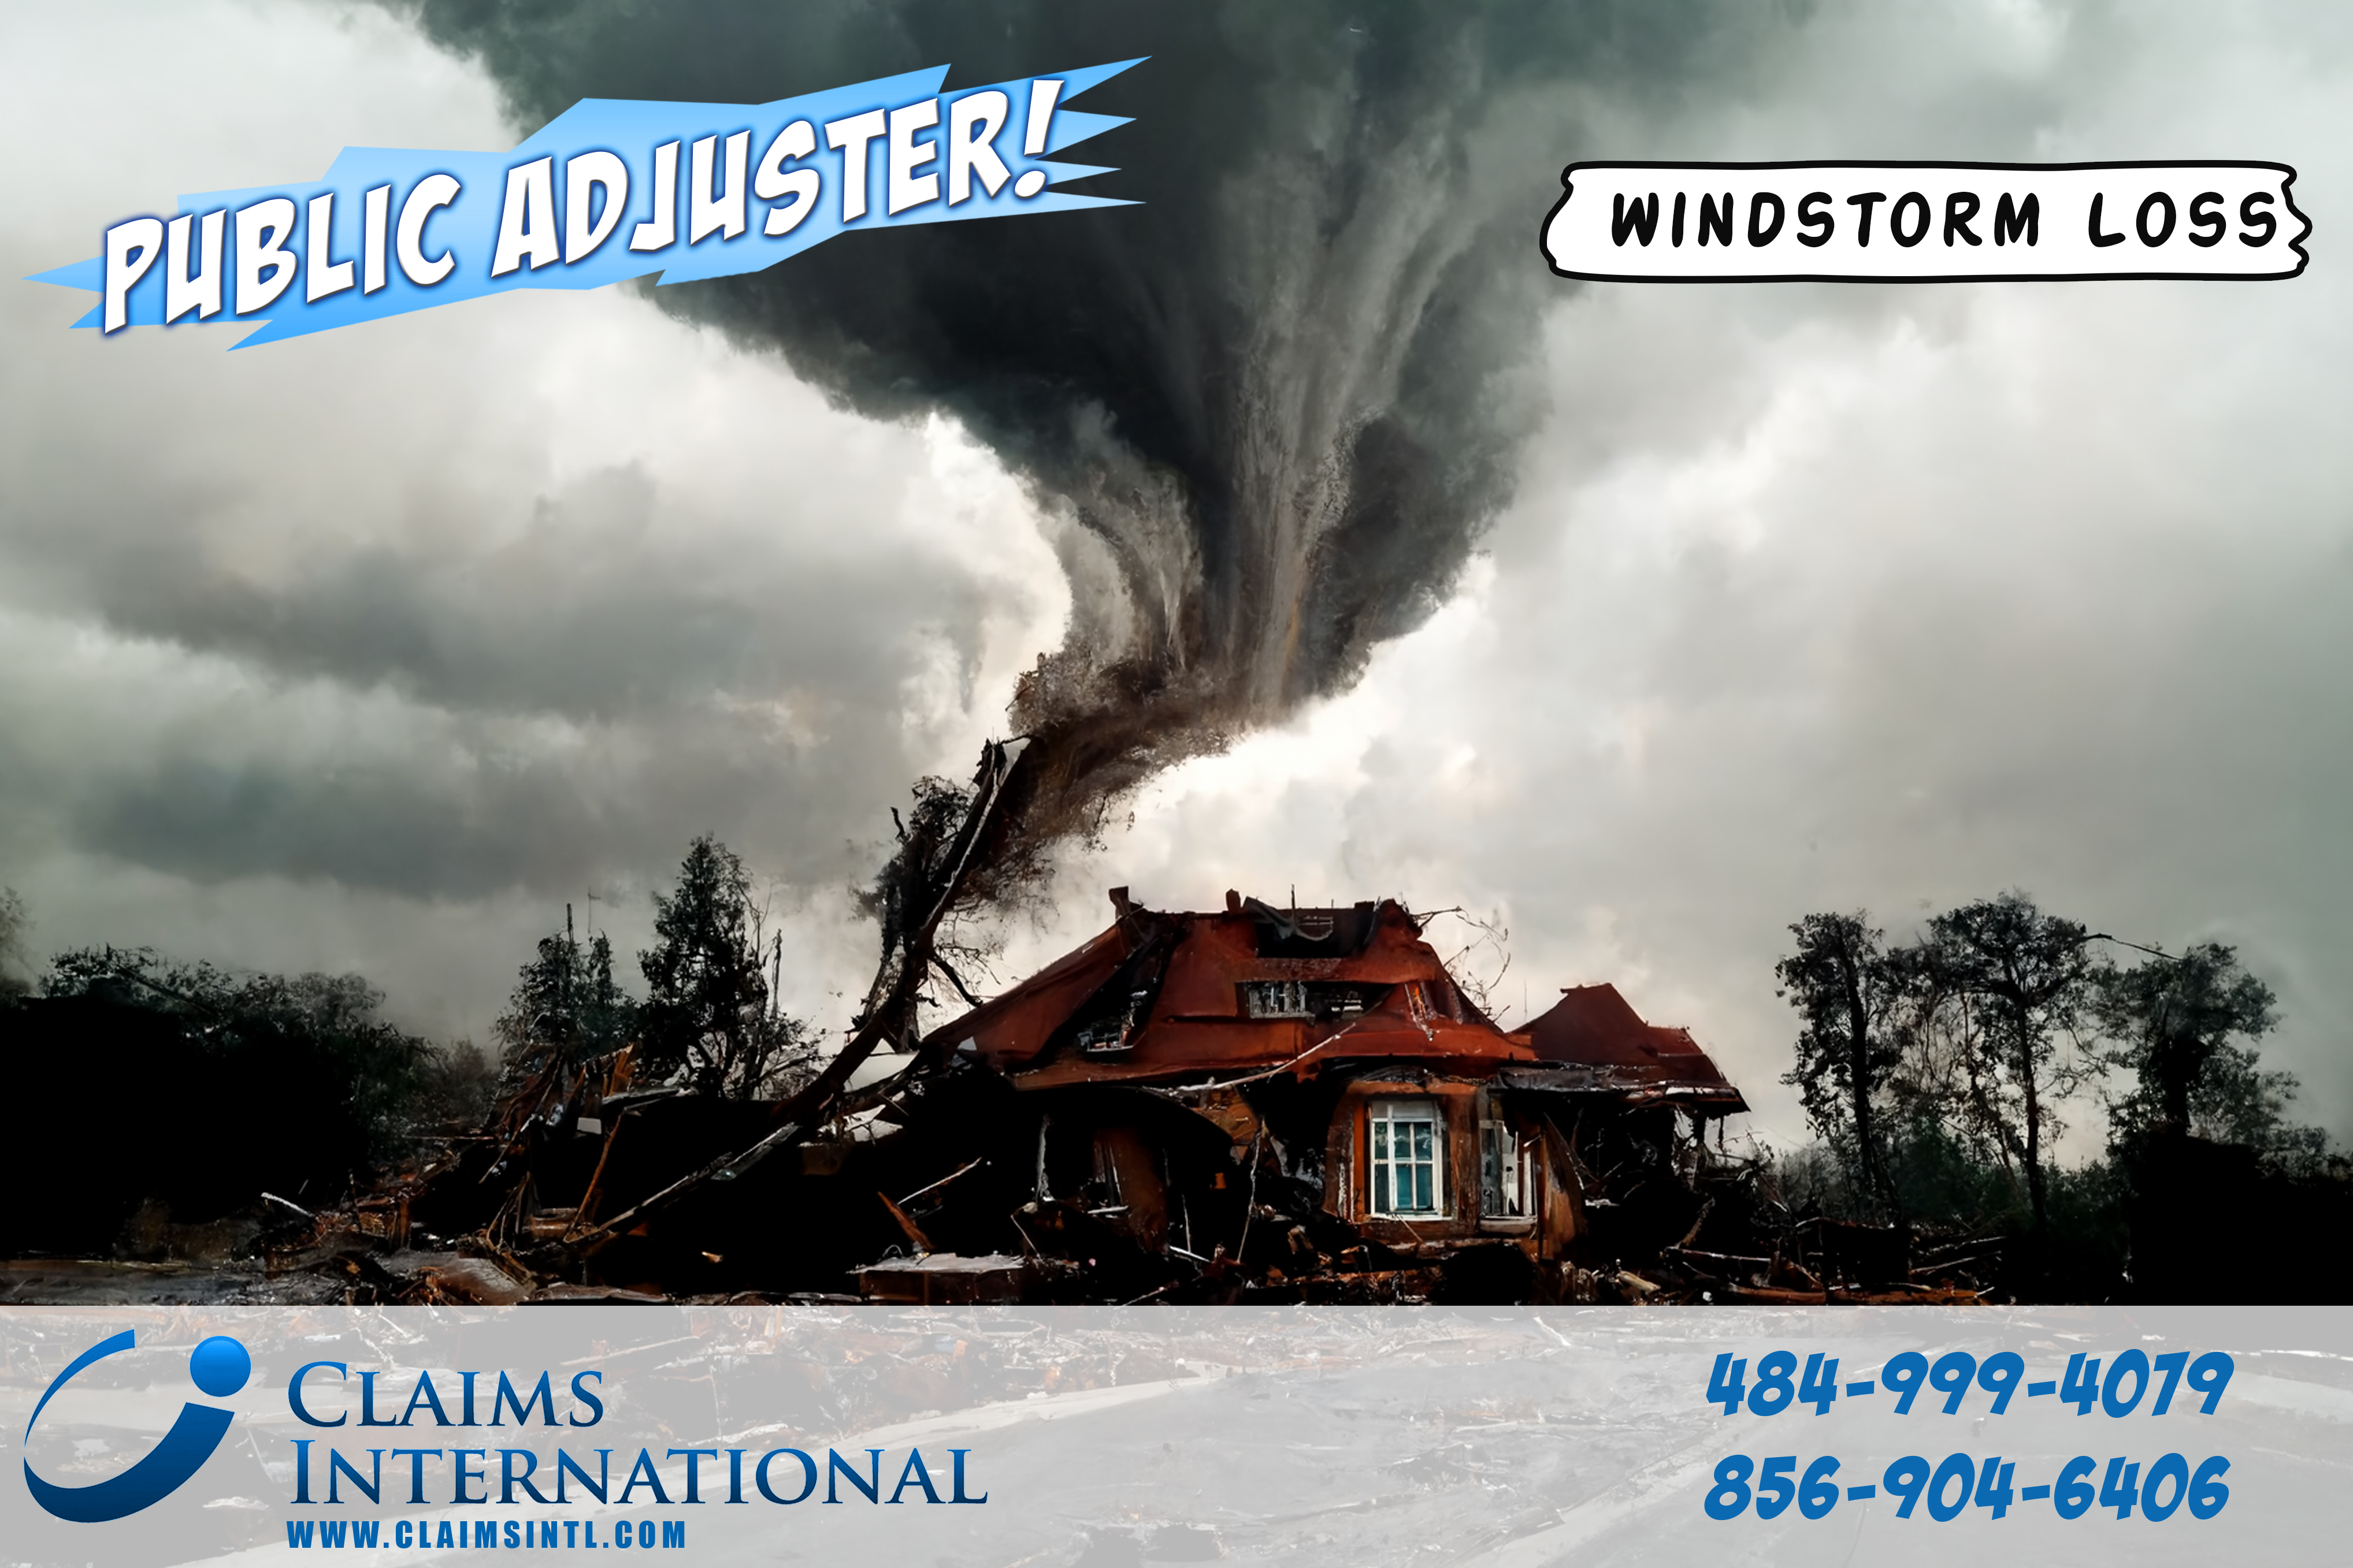 PUBLIC ADJUSTER!
WINDSTORM LOSS
CLAIMS
INTERNATIONAL
WWW.CLAIMSINTL.COM
484-999-4079
856-904-6406